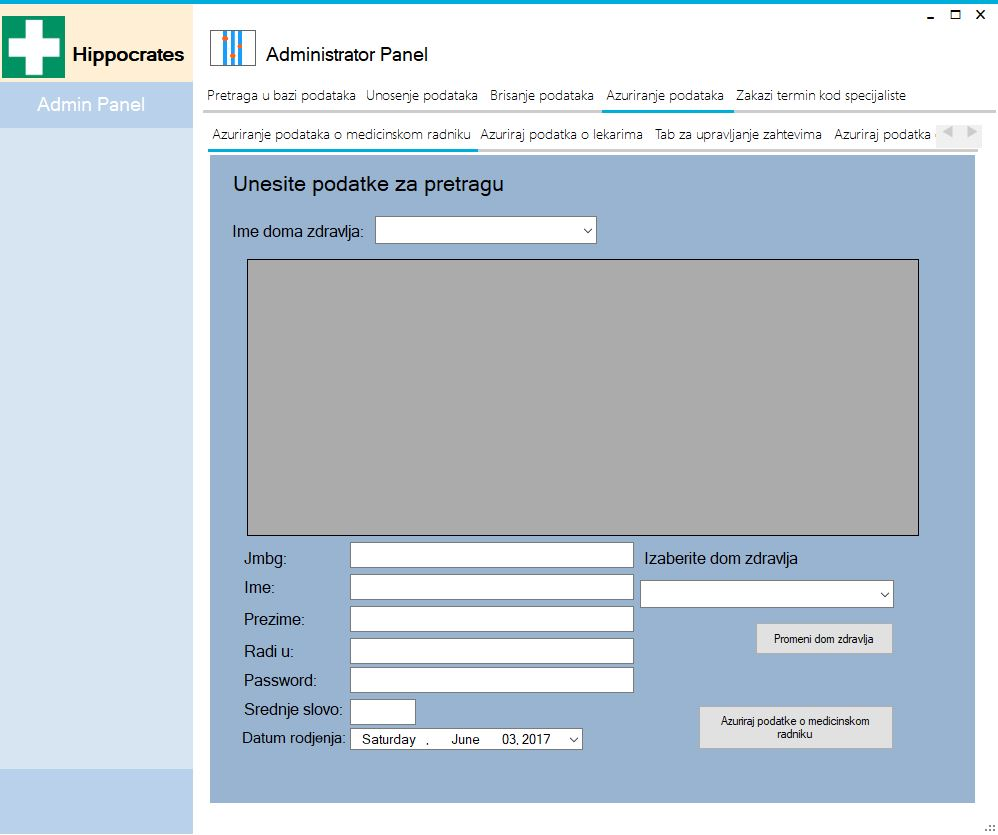 Hippocrates
Admin Panel
Administrator Panel
Pretraga u bazi podataka Unosenje podataka Brisanje podataka Azuriranje podataka Zakazi termin kod specijaliste
Azuriranje podataka o medicinskom radniku Azuriraj podatka o lekarima Tab za upravljanje zahtevima Azuriraj podatka
Unesite podatke za pretragu
Ime doma zdravlja:
Jmbg:
Izaberite dom zdravlja
Ime:
Prezime:
Promeni dom zdravlja
Radi u:
Password:
Srednje slovo:
Azuriraj podatke o medicinskom
radniku
Datum rodjenja: Saturday , June 03, 2017